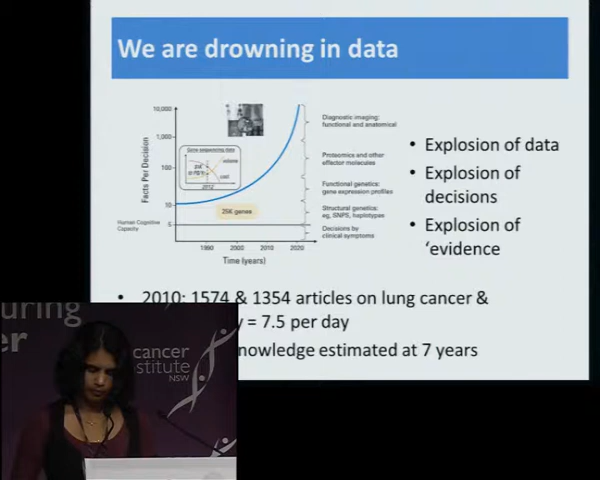 We are drowning in data
10,000
1,000
100
10
5
Facts Per Decision
Human Cognitive
Capacity
Gene sequencing data
volume
cost
2012
25K genes
1990
2000
2010
2020
Time (years)
Diagnostic imaging:
functional and anatomical
Proteomics and other
effector molecules
Functional genetics:
gene expression profiles
Structural genetics:
eg, SNPS, haplotypes
Decisions by
clinical symptoms
• Explosion of data
• Explosion of
decisions
• Explosion of
‘evidence
• 2010: 1574 & 1354 articles on lung cancer &
= 7.5 per day
nowledge estimated at 7 years
uring
er
cancer
stitute
NSW